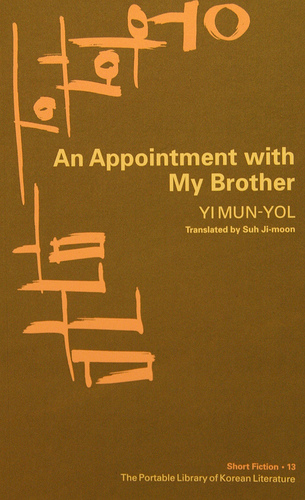 An Appointment with
My Brother
YI MUN-YOL
Translated by Suh Ji-moon
Short Fiction • 13
The Portable Library of Korean Literature